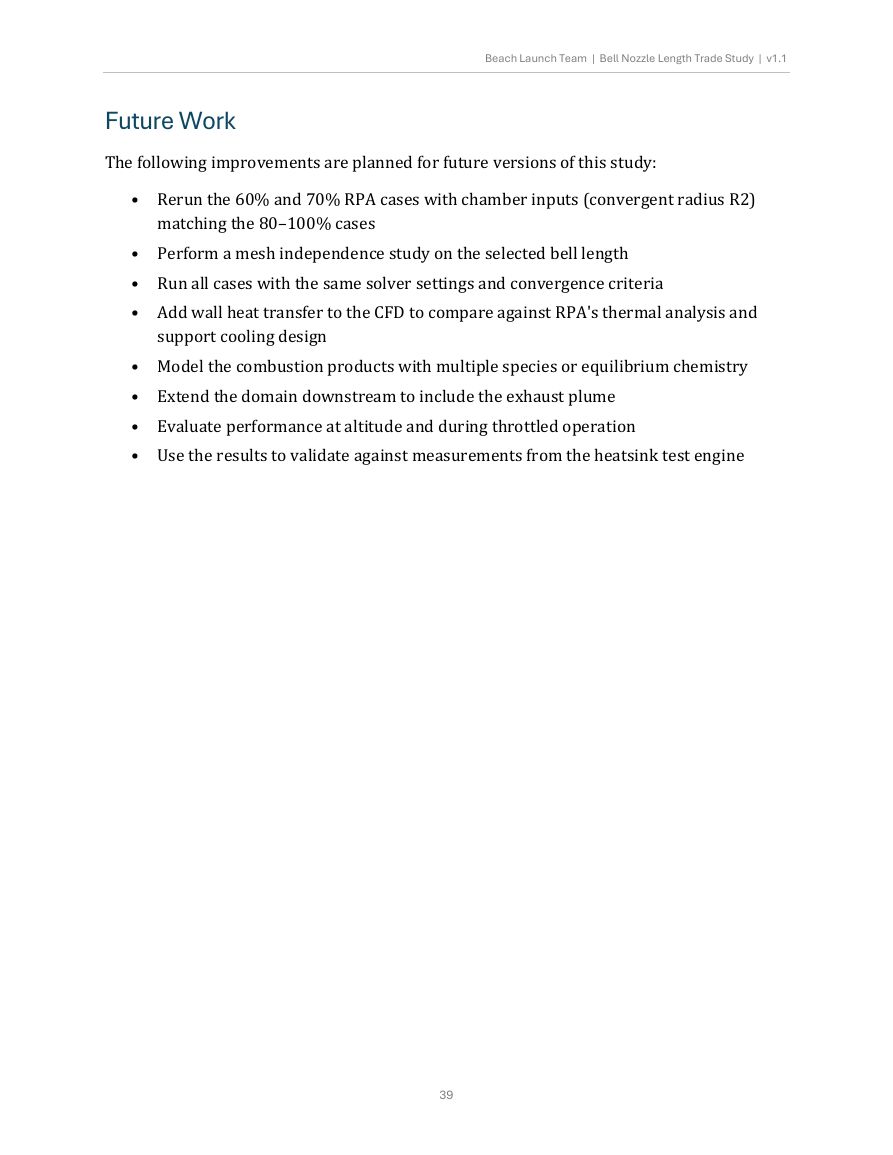 Beach Launch Team | Bell Nozzle Length Trade Study | v1.1
Future Work
The following improvements are planned for future versions of this study:
• Rerun the 60% and 70% RPA cases with chamber inputs (convergent radius R2)
matching the 80–100% cases
• Perform a mesh independence study on the selected bell length
• Run all cases with the same solver settings and convergence criteria
• Add wall heat transfer to the CFD to compare against RPA's thermal analysis and
support cooling design
• Model the combustion products with multiple species or equilibrium chemistry
• Extend the domain downstream to include the exhaust plume
• Evaluate performance at altitude and during throttled operation
• Use the results to validate against measurements from the heatsink test engine
39